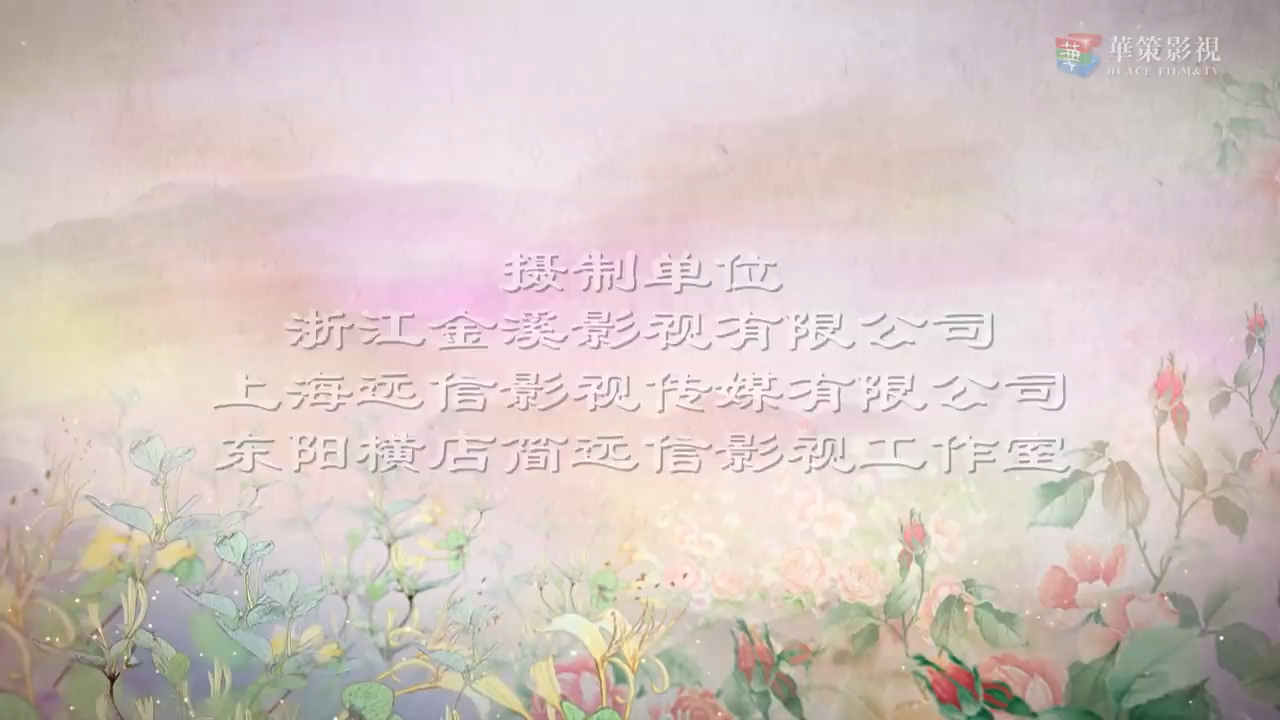 華策影視
HUACE FILM&TV
摄制单位
浙江金溪影视有限公司
上海远信影视传媒有限公司
东阳横店简远信影视工作室